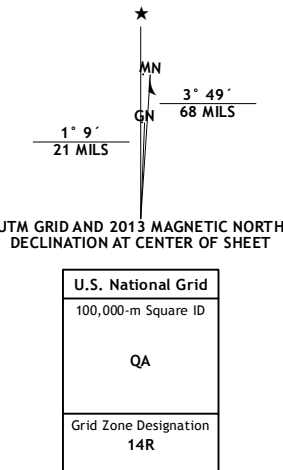 ★
MN
3° 49´
68 MILS
GN
1° 9´
21 MILS
UTM GRID AND 2013 MAGNETIC NORTH
DECLINATION AT CENTER OF SHEET
U.S. National Grid
100,000-m Square ID
QA
Grid Zone Designation
14R